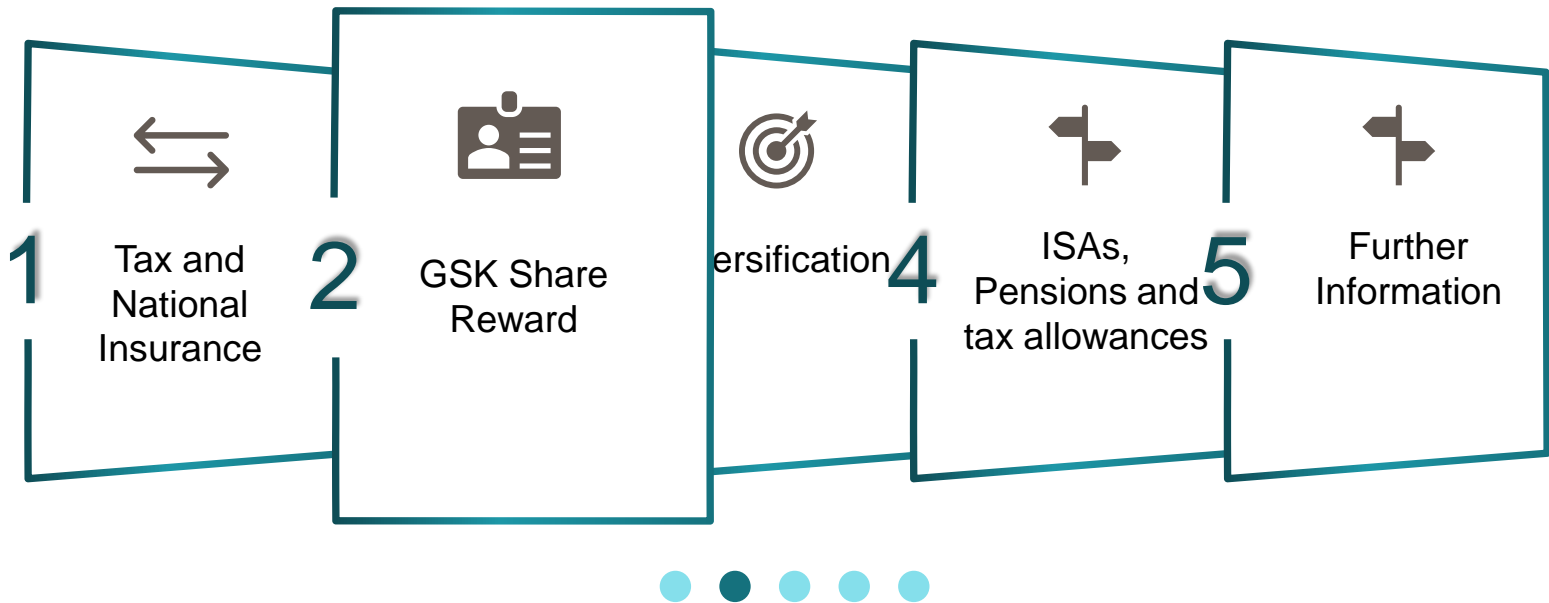 1
Tax and
National
Insurance
2
GSK Share
Reward
ersification
4
ISAs,
Pensions and
tax allowances
5
Further
Information